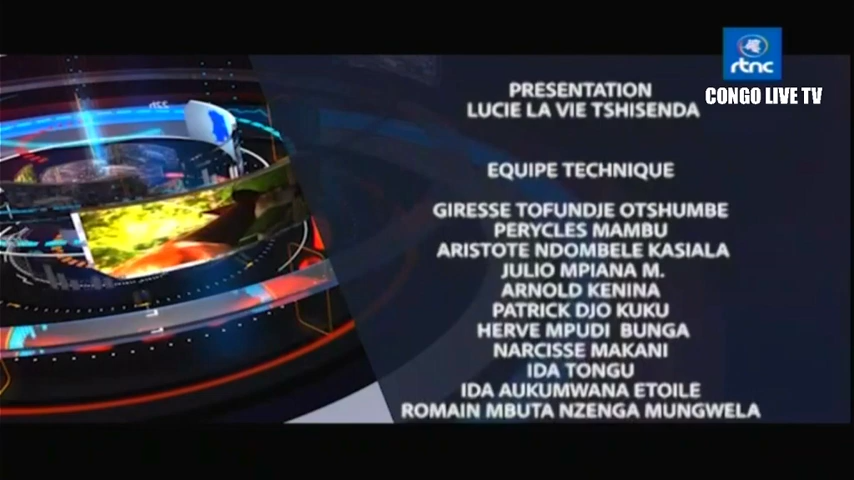 rtnc
CONGO LIVE TV
PRESENTATION
LUCIE LA VIE TSHISENDA
EQUIPE TECHNIQUE
GIRESSE TOFUNDJE OTSHUMBE
PERYCLES MAMBU
ARISTOTE NDOMBELE KASIALA
JULIO MPIANA M.
ARNOLD KENINA
PATRICK DJO KUKU
HERVE MPUDI BUNGA
NARCISSE MAKANI
IDA TONGU
IDA AUKUMWANA ETOILE
ROMAIN MBUTA NZENGA MUNGWELA
rtnc